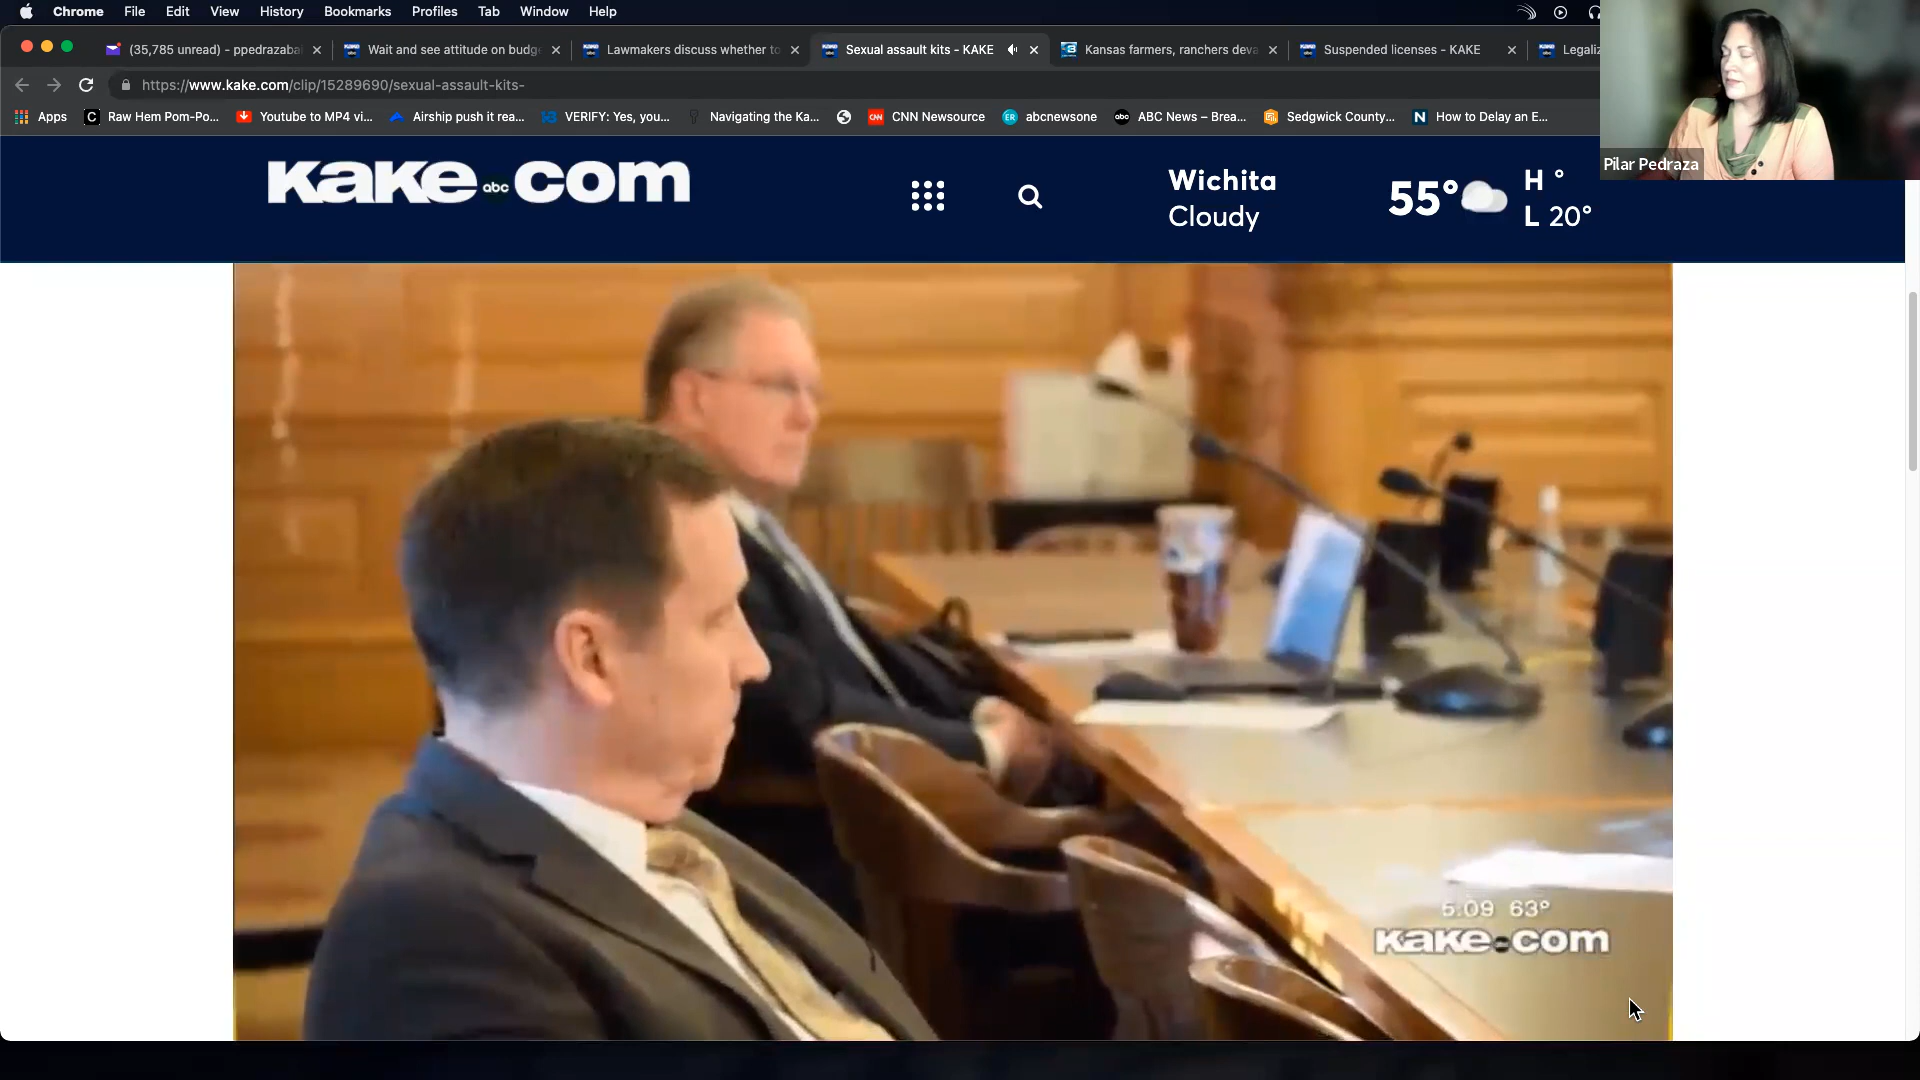 Chrome File Edit View History Bookmarks Profiles Tab Window Help
(35,785 unread) - ppedrazaba
Wait and see attitude on budge
Lawmakers discuss whether to
Sexual assault kits - KAKE
Kansas farmers, ranchers deva
Suspended licenses - KAKE
Legaliz
https://www.kake.com/clip/15289690/sexual-assault-kits-
Apps
Raw Hem Pom-Po...
Youtube to MP4 vi...
Airship push it rea...
VERIFY: Yes, you...
Navigating the Ka...
CNN Newsource
abcnewsone
ABC News – Brea...
Sedgwick County...
How to Delay an E...
Pilar Pedraza
KAKE abc COM
Wichita
Cloudy
55°
H °
L 20°
5:09 63°
KAKE COM